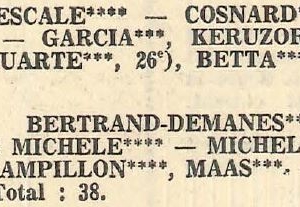 ESCALE**** — COSNARD*
— GARCIA***, KERUZOR
UARTE***, 26e), BETTA***
BERTRAND-DEMANES**
MICHELE**** — MICHEL
AMPILLON****, MAAS***.
Total : 38.